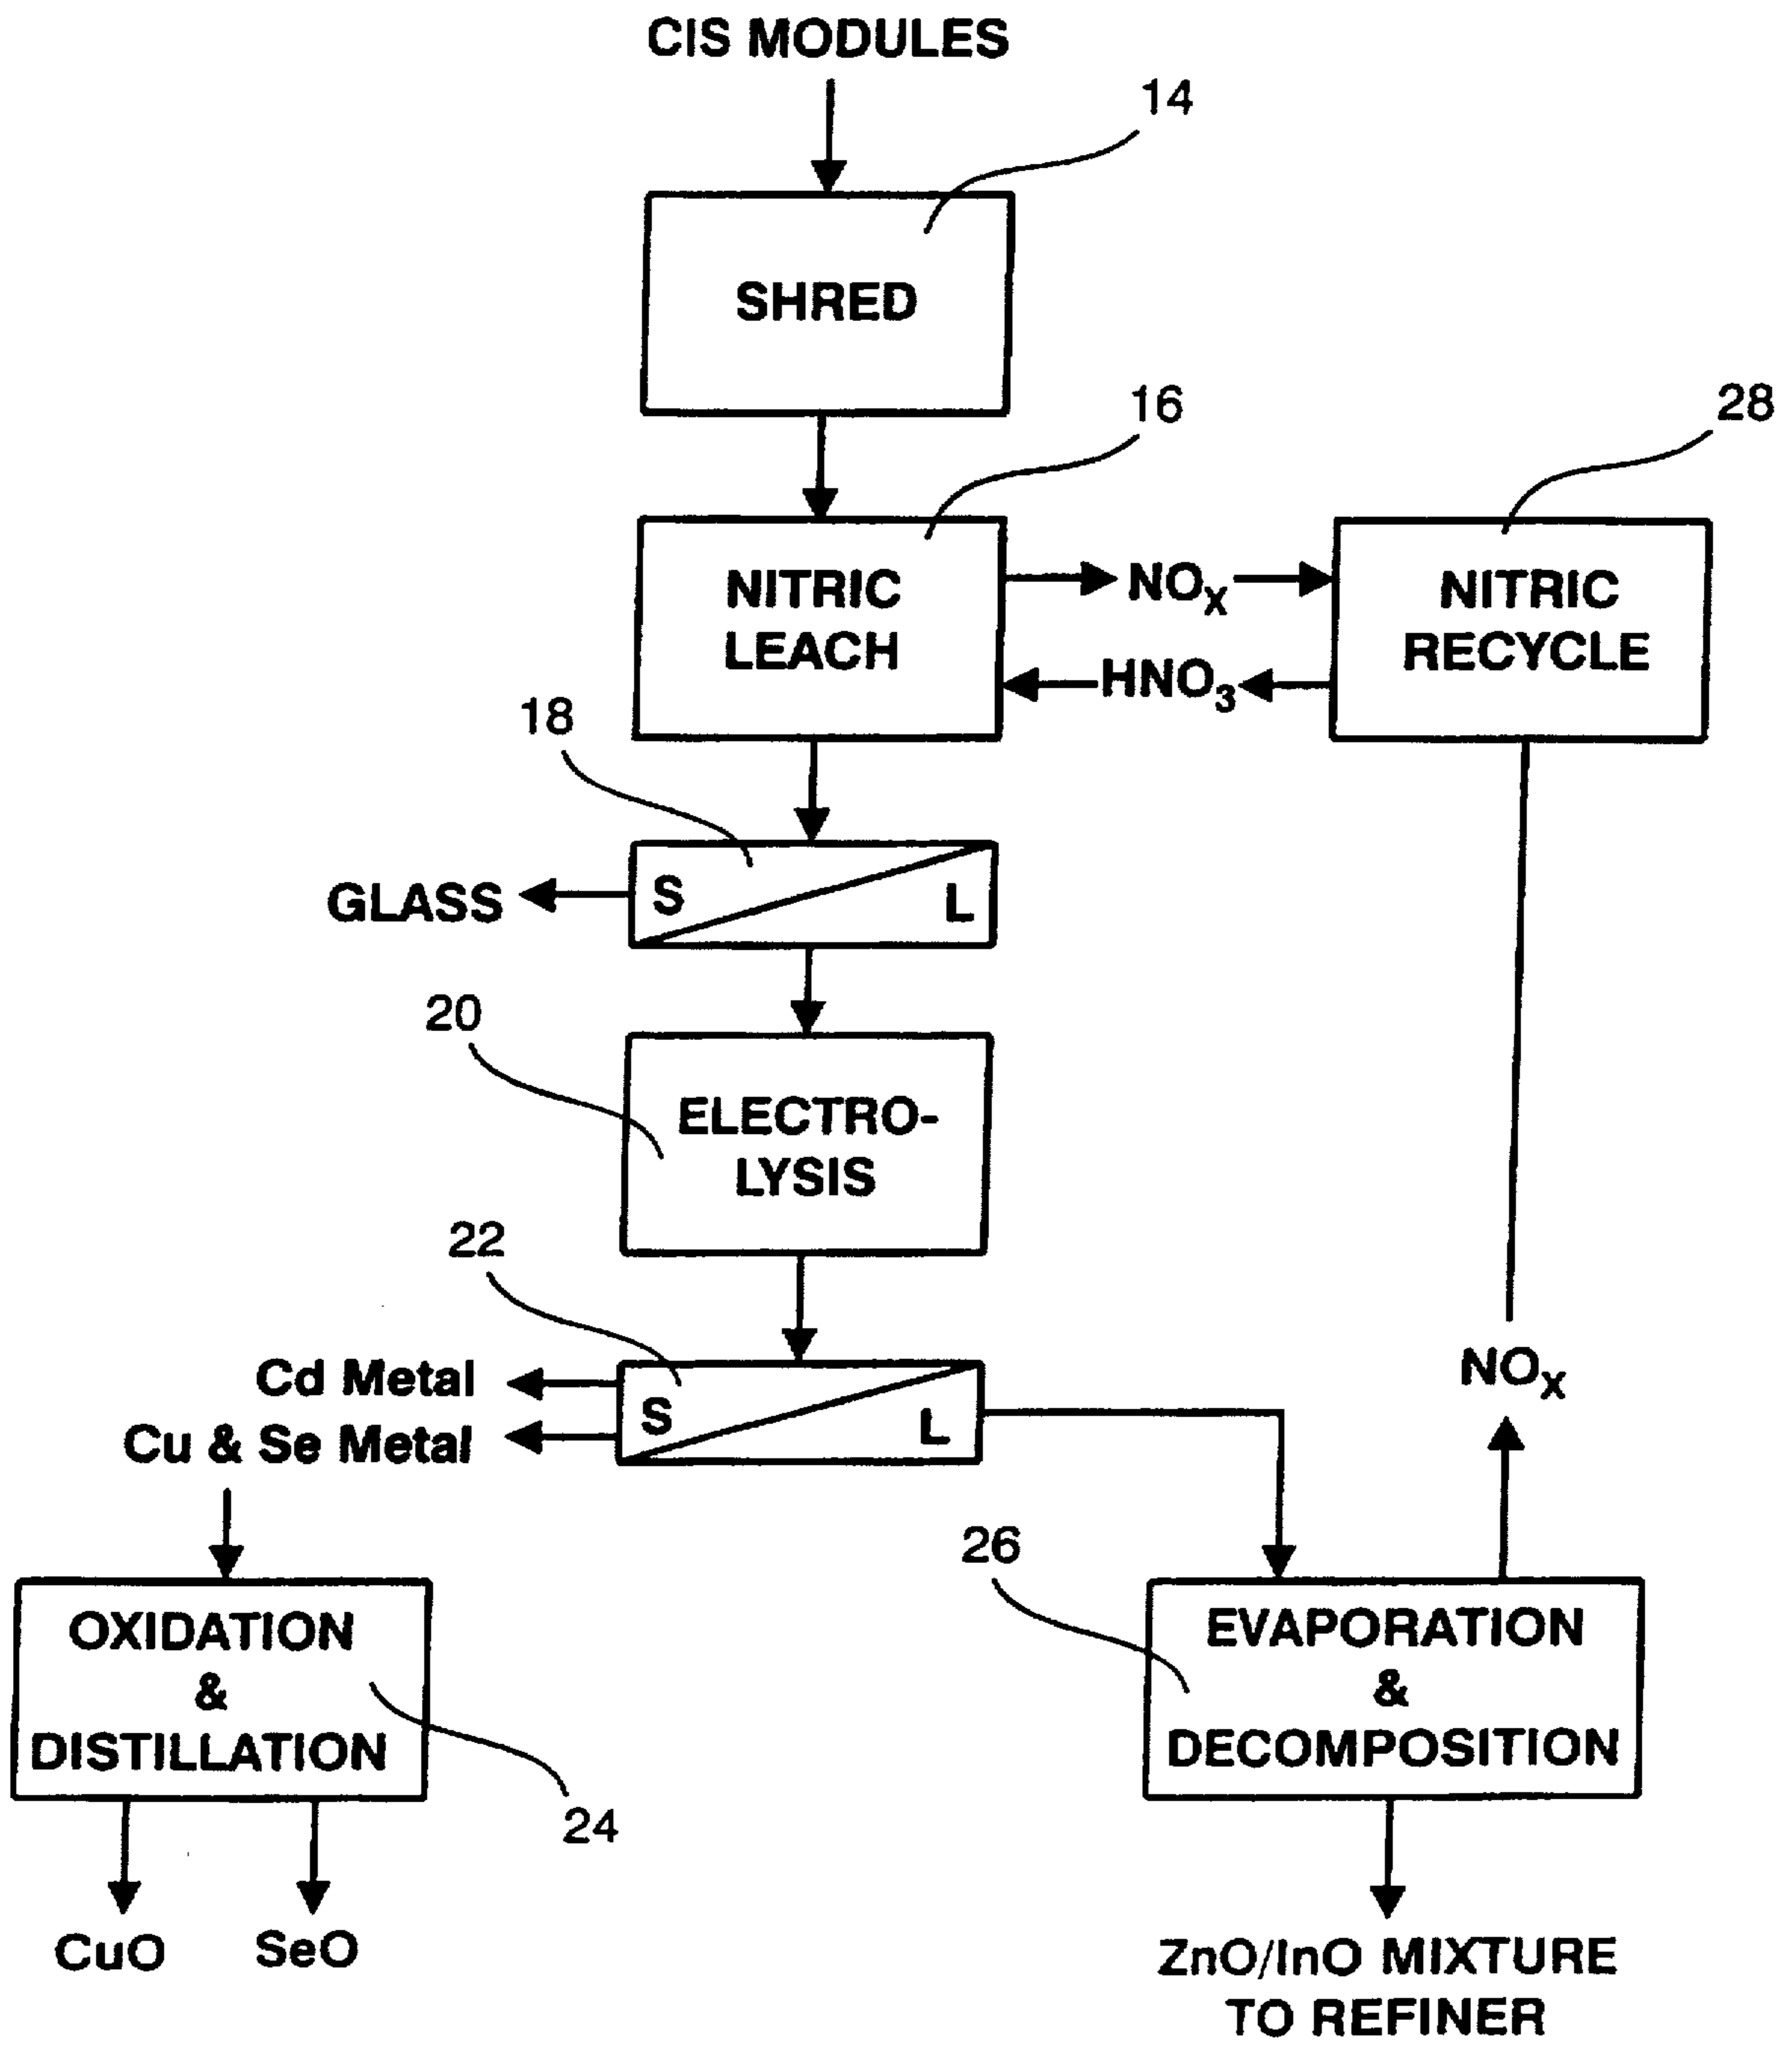 CIS MODULES
14
SHRED
16
28
NITRIC
LEACH
NOX
HNO3
NITRIC
RECYCLE
18
GLASS
S
L
20
ELECTRO-
LYSIS
22
Cd Metal
Cu & Se Metal
S
L
NOX
26
OXIDATION
&
DISTILLATION
24
EVAPORATION
&
DECOMPOSITION
CuO
SeO
ZnO/InO MIXTURE
TO REFINER